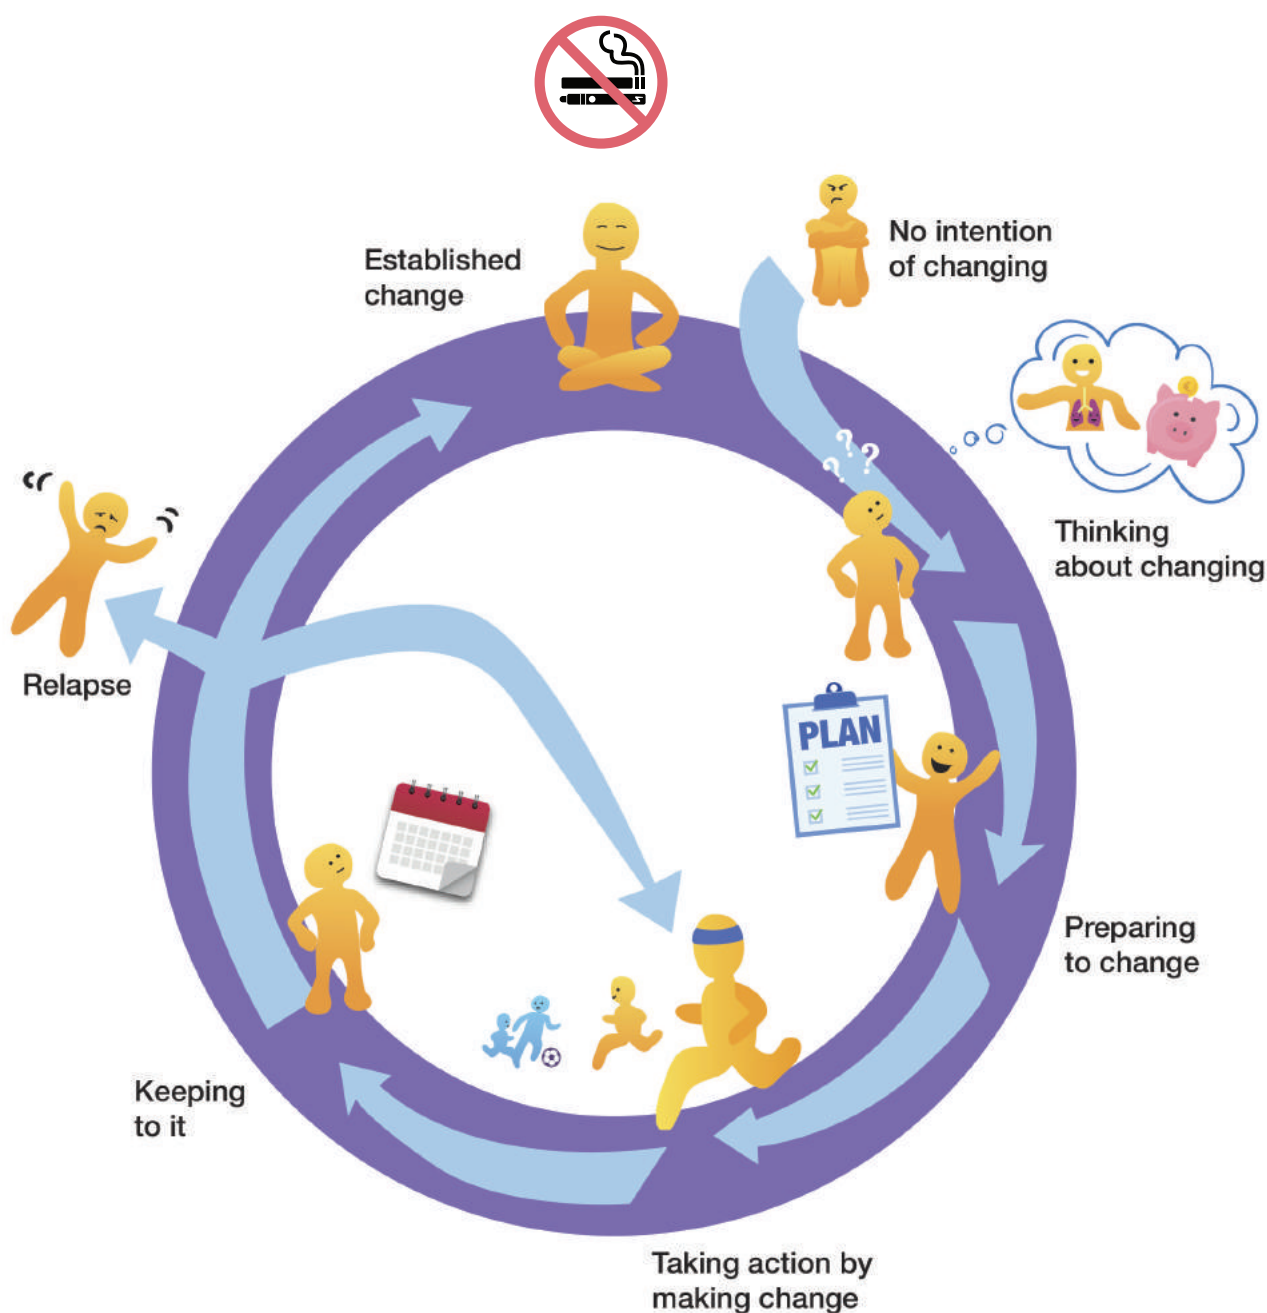 No intention
of changing
Thinking
about changing
PLAN
Preparing
to change
Taking action by
making change
Keeping
to it
Relapse
Established
change